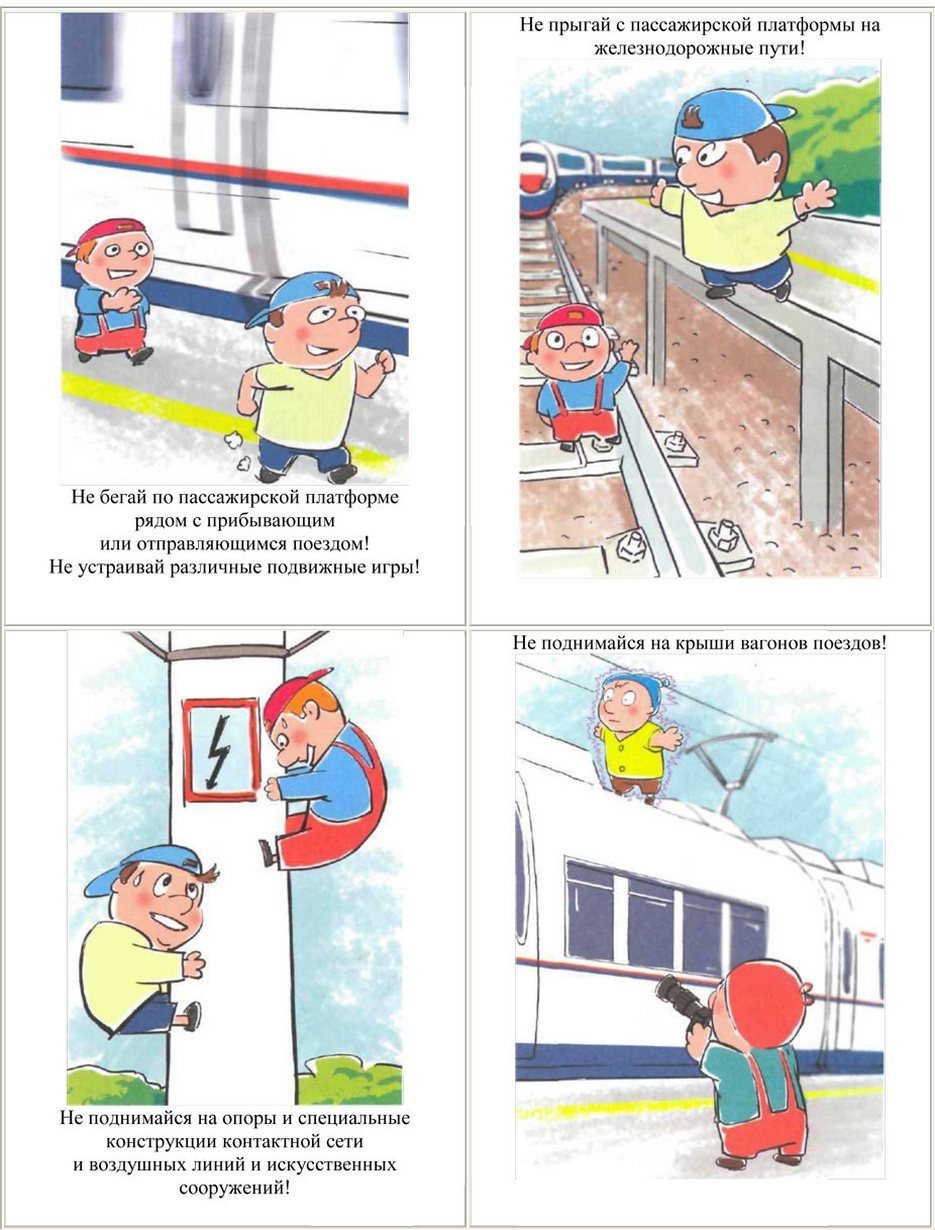 Не бегай по пассажирской платформе
рядом с прибывающим
или отправляющимся поездом!
Не устраивай различные подвижные игры!
Не прыгай с пассажирской платформы на
железнодорожные пути!
Не поднимайся на опоры и специальные
конструкции контактной сети
и воздушных линий и искусственных
сооружений!
Не поднимайся на крыши вагонов поездов!